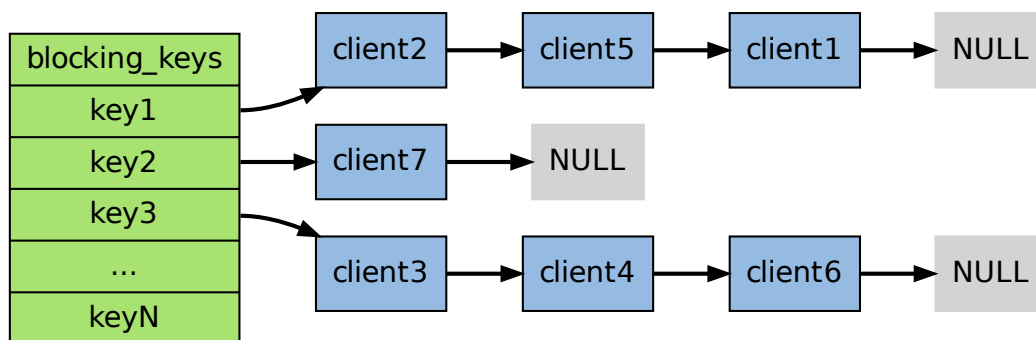 blocking_keys
key1
key2
key3
...
keyN
client2
client5
client1
NULL
client7
NULL
client3
client4
client6
NULL